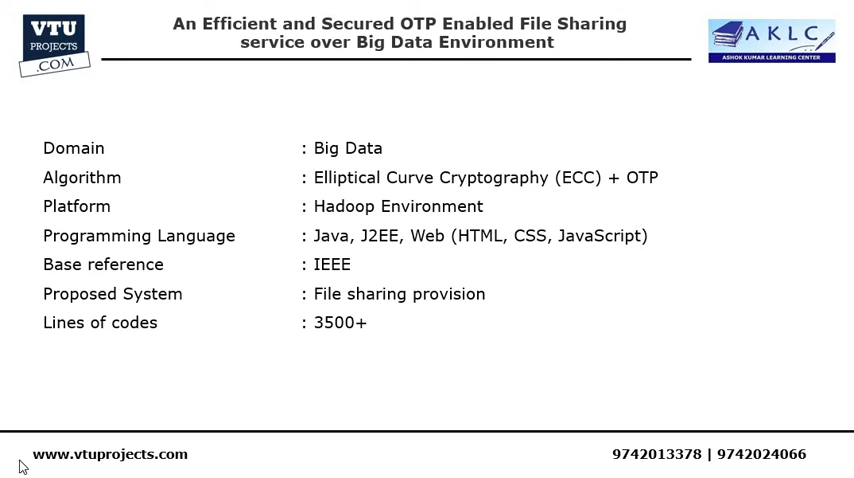 VTU
PROJECTS
.COM
An Efficient and Secured OTP Enabled File Sharing
service over Big Data Environment
AKLC
ASHOK KUMAR LEARNING CENTER
Domain : Big Data
Algorithm : Elliptical Curve Cryptography (ECC) + OTP
Platform : Hadoop Environment
Programming Language : Java, J2EE, Web (HTML, CSS, JavaScript)
Base reference : IEEE
Proposed System : File sharing provision
Lines of codes : 3500+
www.vtuprojects.com 9742013378 | 9742024066